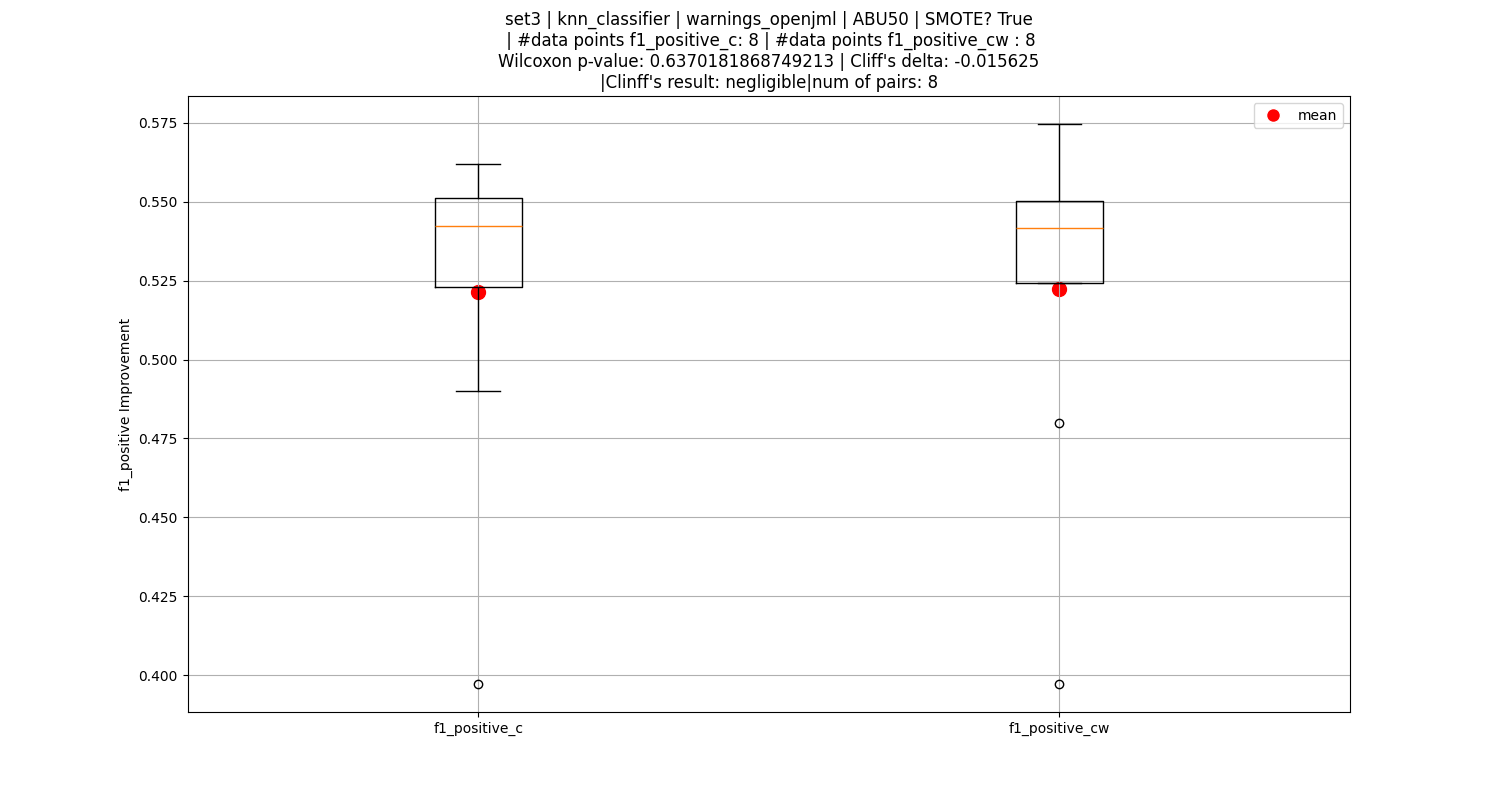 set3 | knn_classifier | warnings_openjml | ABU50 | SMOTE? True
| #data points f1_positive_c: 8 | #data points f1_positive_cw : 8
Wilcoxon p-value: 0.6370181868749213 | Cliff's delta: -0.015625
|Clinff's result: negligible|num of pairs: 8
mean
0.575
0.550
0.525
0.500
0.475
0.450
0.425
0.400
f1_positive Improvement
f1_positive_c
f1_positive_cw